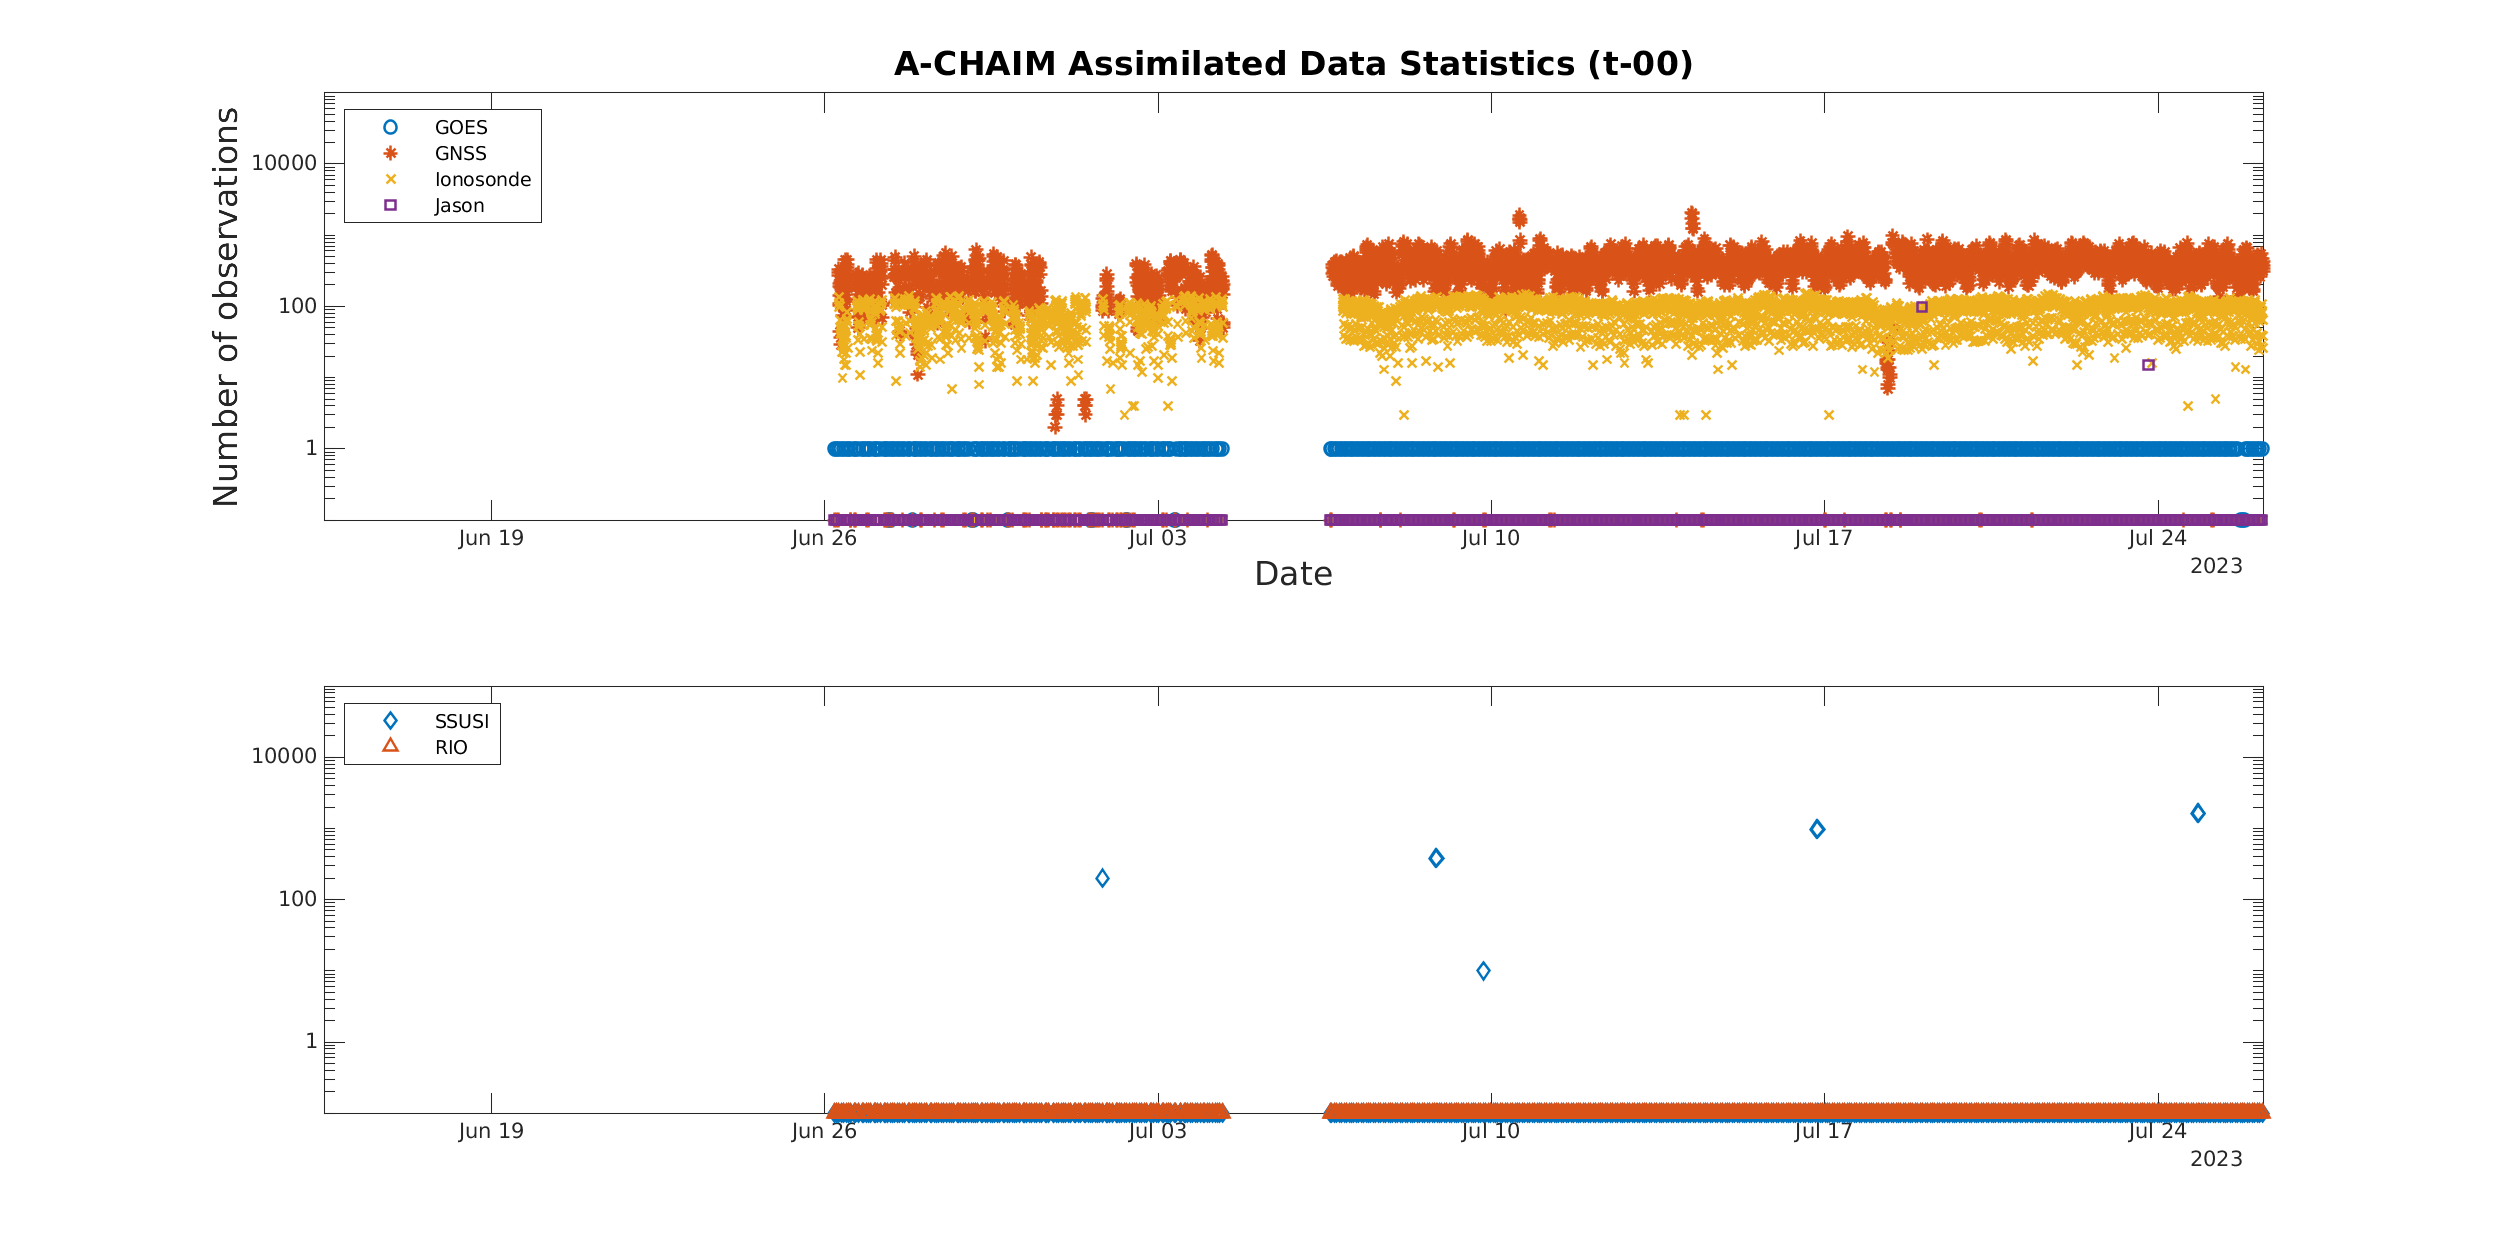 A-CHAIM Assimilated Data Statistics (t-00)
Number of observations
GOES
GNSS
Ionosonde
Jason
10000
100
1
Jun 19 Jun 26 Jul 03 Jul 10 Jul 17 Jul 24
2023
Date
SSUSI
RIO
10000
100
1
Jun 19 Jun 26 Jul 03 Jul 10 Jul 17 Jul 24
2023